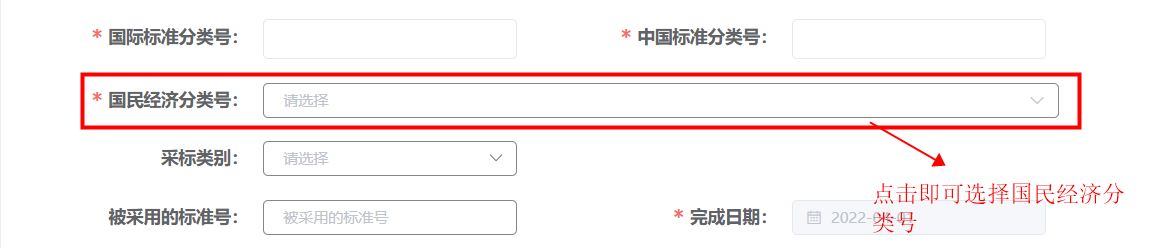 * 国际标准分类号： * 中国标准分类号：
* 国民经济分类号： 请选择
采标类别： 请选择
点击即可选择国民经济分
类号
被采用的标准号： 被采用的标准号 * 完成日期： 2022-